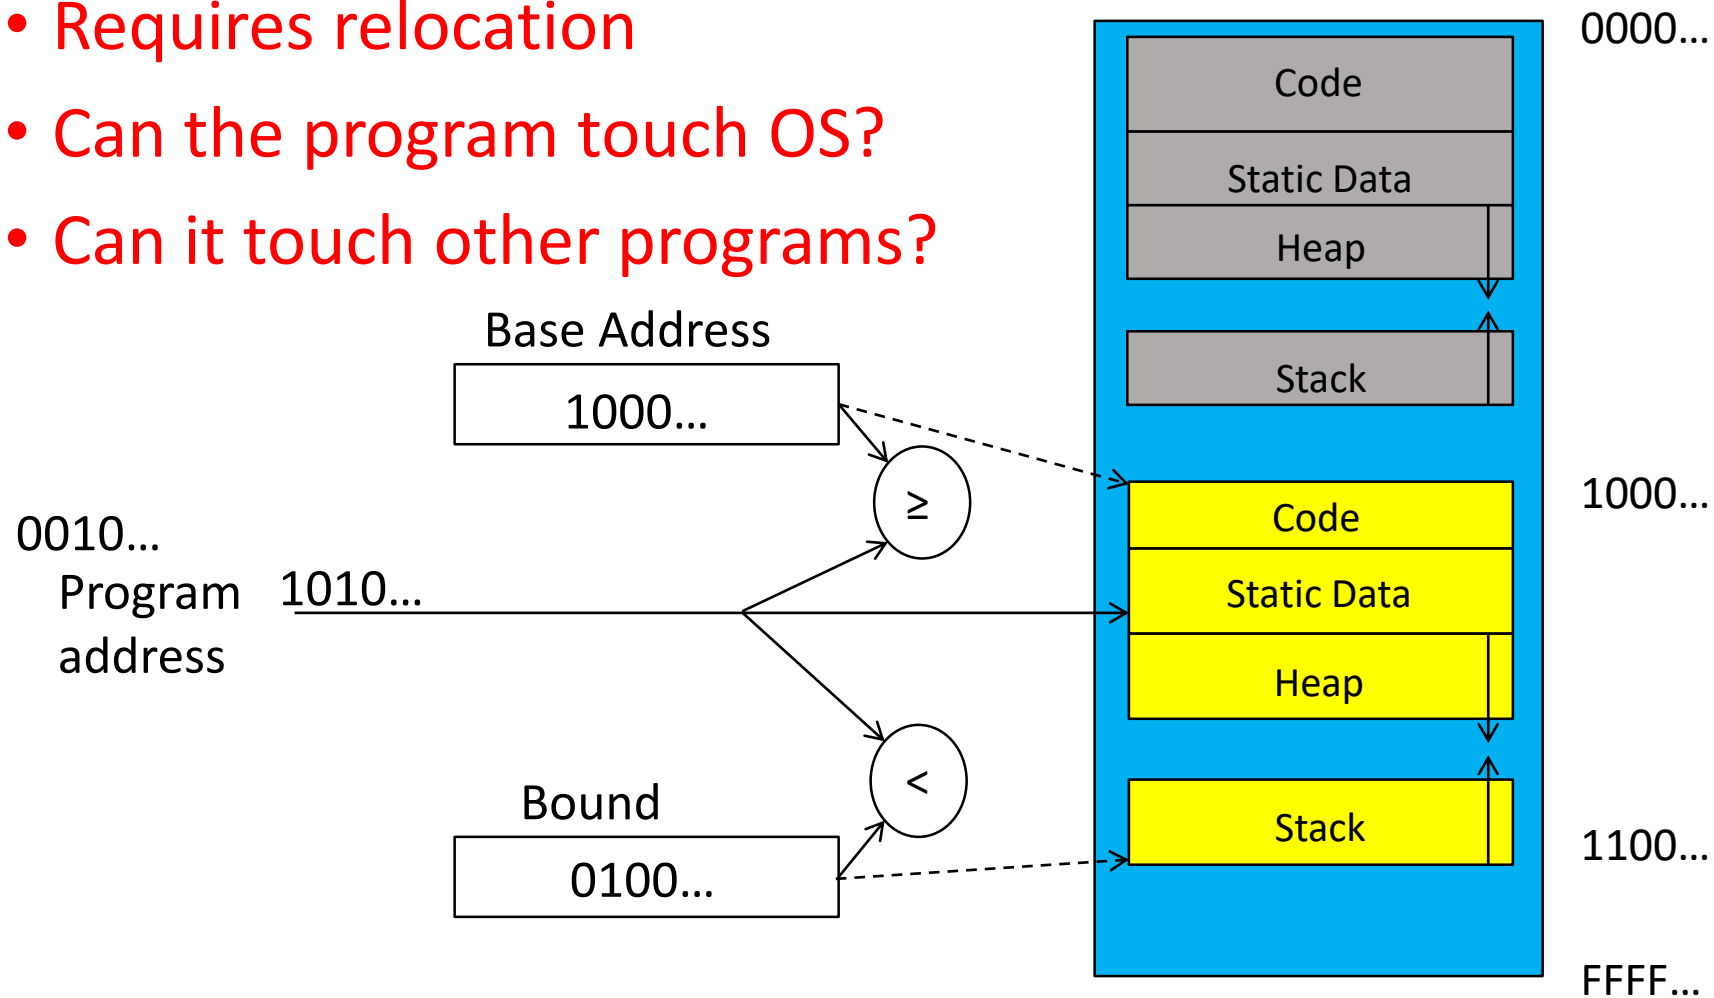 • Requires relocation
• Can the program touch OS?
• Can it touch other programs?
Base Address
1000…
≥
0010…
Program
address
1010…
<
Bound
0100…
Code
Static Data
Heap
Stack
Code
Static Data
Heap
Stack
0000…
1000…
1100…
FFFF…